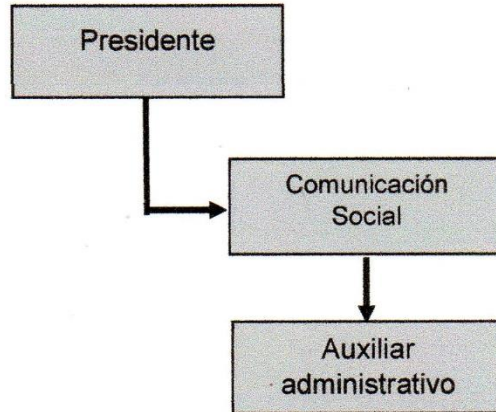 Presidente
Comunicación
Social
Auxiliar
administrativo